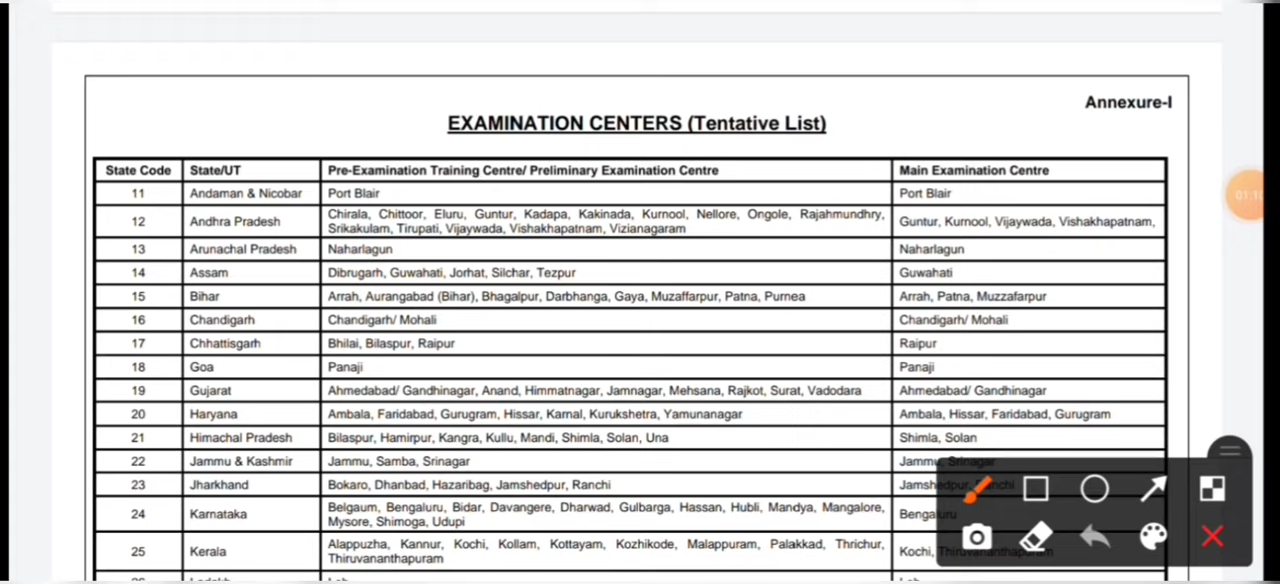 Annexure-I
EXAMINATION CENTERS (Tentative List)
State Code State/UT Pre-Examination Training Centre/ Preliminary Examination Centre Main Examination Centre
11 Andaman & Nicobar Port Blair Port Blair
12 Andhra Pradesh Chirala, Chittoor, Eluru, Guntur, Kadapa, Kakinada, Kurnool, Nellore, Ongole, Rajahmundhry, Guntur, Kurnool, Vijaywada, Vishakhapatnam,
Srikakulam, Tirupati, Vijaywada, Vishakhapatnam, Vizianagaram
13 Arunachal Pradesh Naharlagun Naharlagun
14 Assam Dibrugarh, Guwahati, Jorhat, Silchar, Tezpur Guwahati
15 Bihar Arrah, Aurangabad (Bihar), Bhagalpur, Darbhanga, Gaya, Muzaffarpur, Patna, Purnea Arrah, Patna, Muzzafarpur
16 Chandigarh Chandigarh/ Mohali Chandigarh/ Mohali
17 Chhattisgarh Bhilai, Bilaspur, Raipur Raipur
18 Goa Panaji Panaji
19 Gujarat Ahmedabad/ Gandhinagar, Anand, Himmatnagar, Jamnagar, Mehsana, Rajkot, Surat, Vadodara Ahmedabad/ Gandhinagar
20 Haryana Ambala, Faridabad, Gurugram, Hissar, Karnal, Kurukshetra, Yamunanagar Ambala, Hissar, Faridabad, Gurugram
21 Himachal Pradesh Bilaspur, Hamirpur, Kangra, Kullu, Mandi, Shimla, Solan, Una Shimla, Solan
22 Jammu & Kashmir Jammu, Samba, Srinagar Jammu, Srinagar
23 Jharkhand Bokaro, Dhanbad, Hazaribag, Jamshedpur, Ranchi Jamshedpur, Ranchi
24 Karnataka Belgaum, Bengaluru, Bidar, Davangere, Dharwad, Gulbarga, Hassan, Hubli, Mandya, Mangalore, Bengaluru
Mysore, Shimoga, Udupi
25 Kerala Alappuzha, Kannur, Kochi, Kollam, Kottayam, Kozhikode, Malappuram, Palakkad, Thrichur, Kochi, Thiruvananthapuram
Thiruvananthapuram